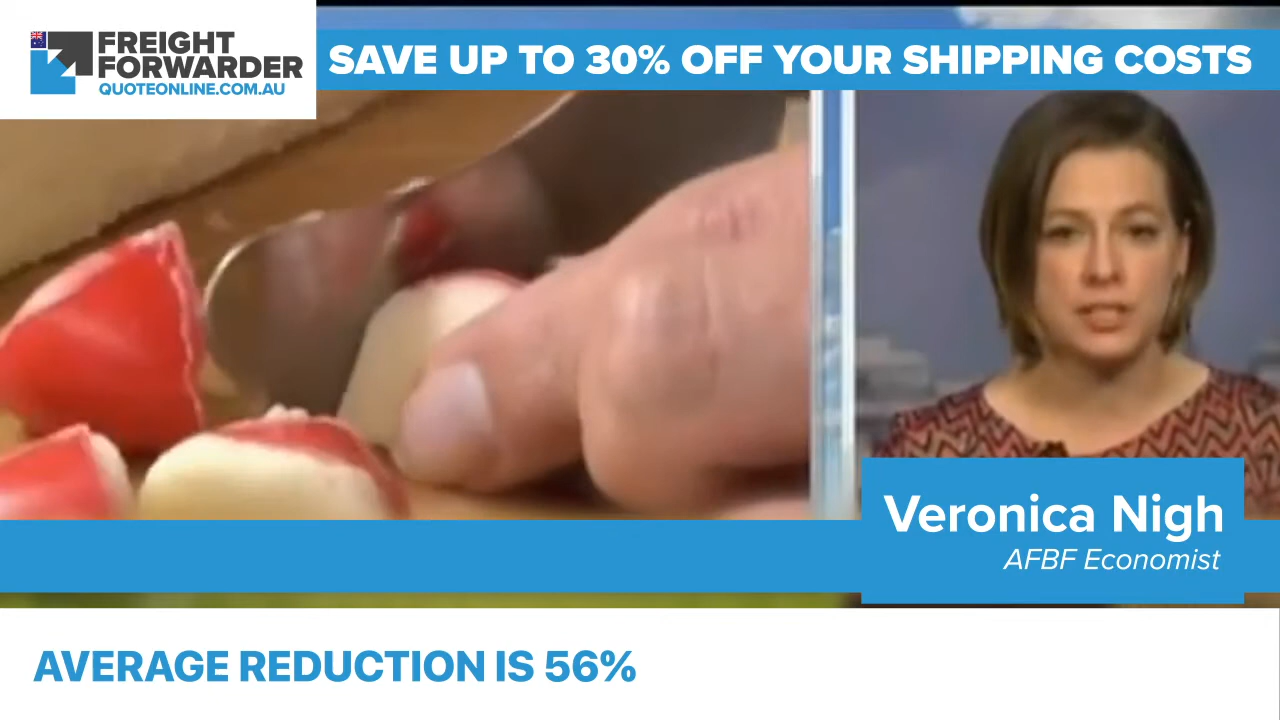 FREIGHT
FORWARDER
QUOTEONLINE.COM.AU
SAVE UP TO 30% OFF YOUR SHIPPING COSTS
Veronica Nigh
AFBF Economist
AVERAGE REDUCTION IS 56%